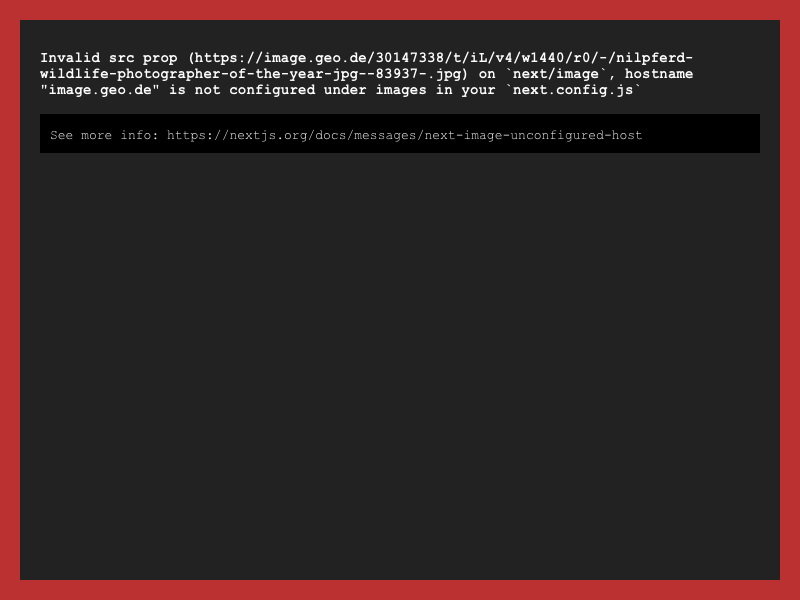 Invalid src prop (https://image.geo.de/30147338/t/iL/v4/w1440/r0/-/nilpferd-
wildlife-photographer-of-the-year-jpg--83937-.jpg) on `next/image`, hostname
"image.geo.de" is not configured under images in your `next.config.js`
See more info: https://nextjs.org/docs/messages/next-image-unconfigured-host